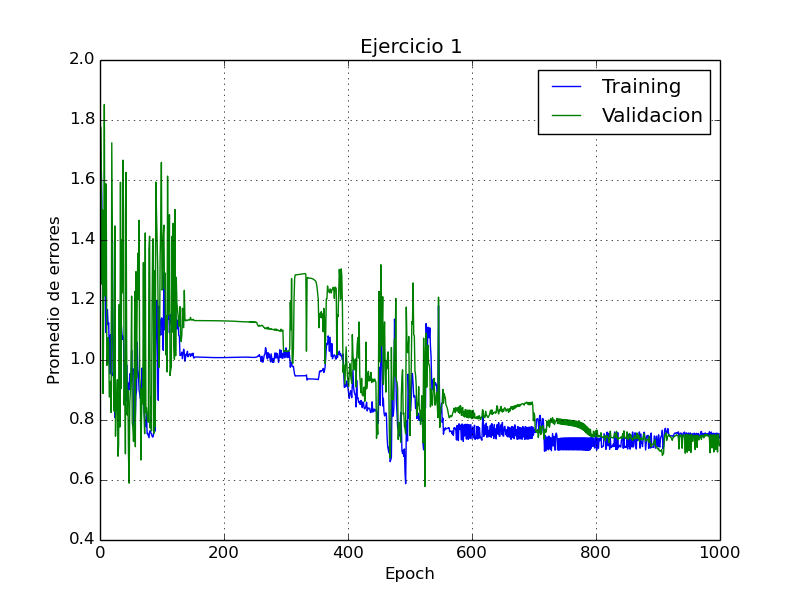 Ejercicio 1
Training
Validacion
Promedio de errores
2.0
1.8
1.6
1.4
1.2
1.0
0.8
0.6
0.4
0 200 400 600 800 1000
Epoch